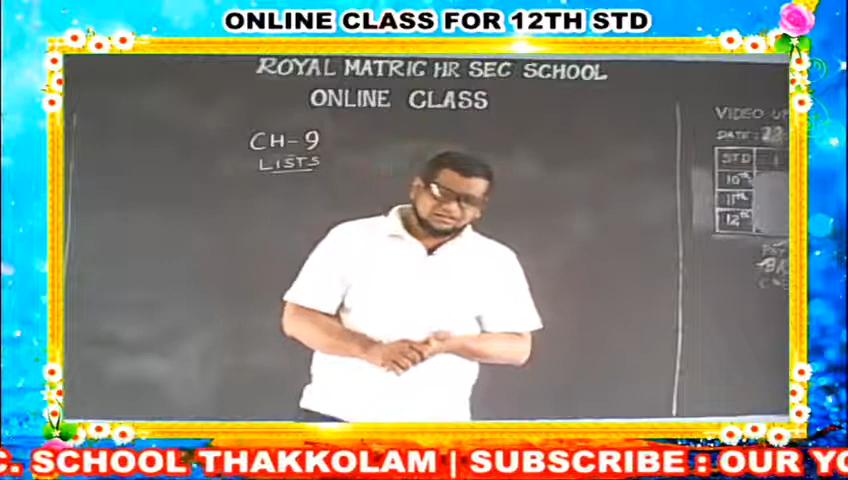 ONLINE CLASS FOR 12TH STD
ROYAL MATRIC HR SEC SCHOOL
ONLINE CLASS
CH-9
LISTS
VIDEO UP
DATE:
STD
10th
11th
12th
C. SCHOOL THAKKOLAM | SUBSCRIBE : OUR YO